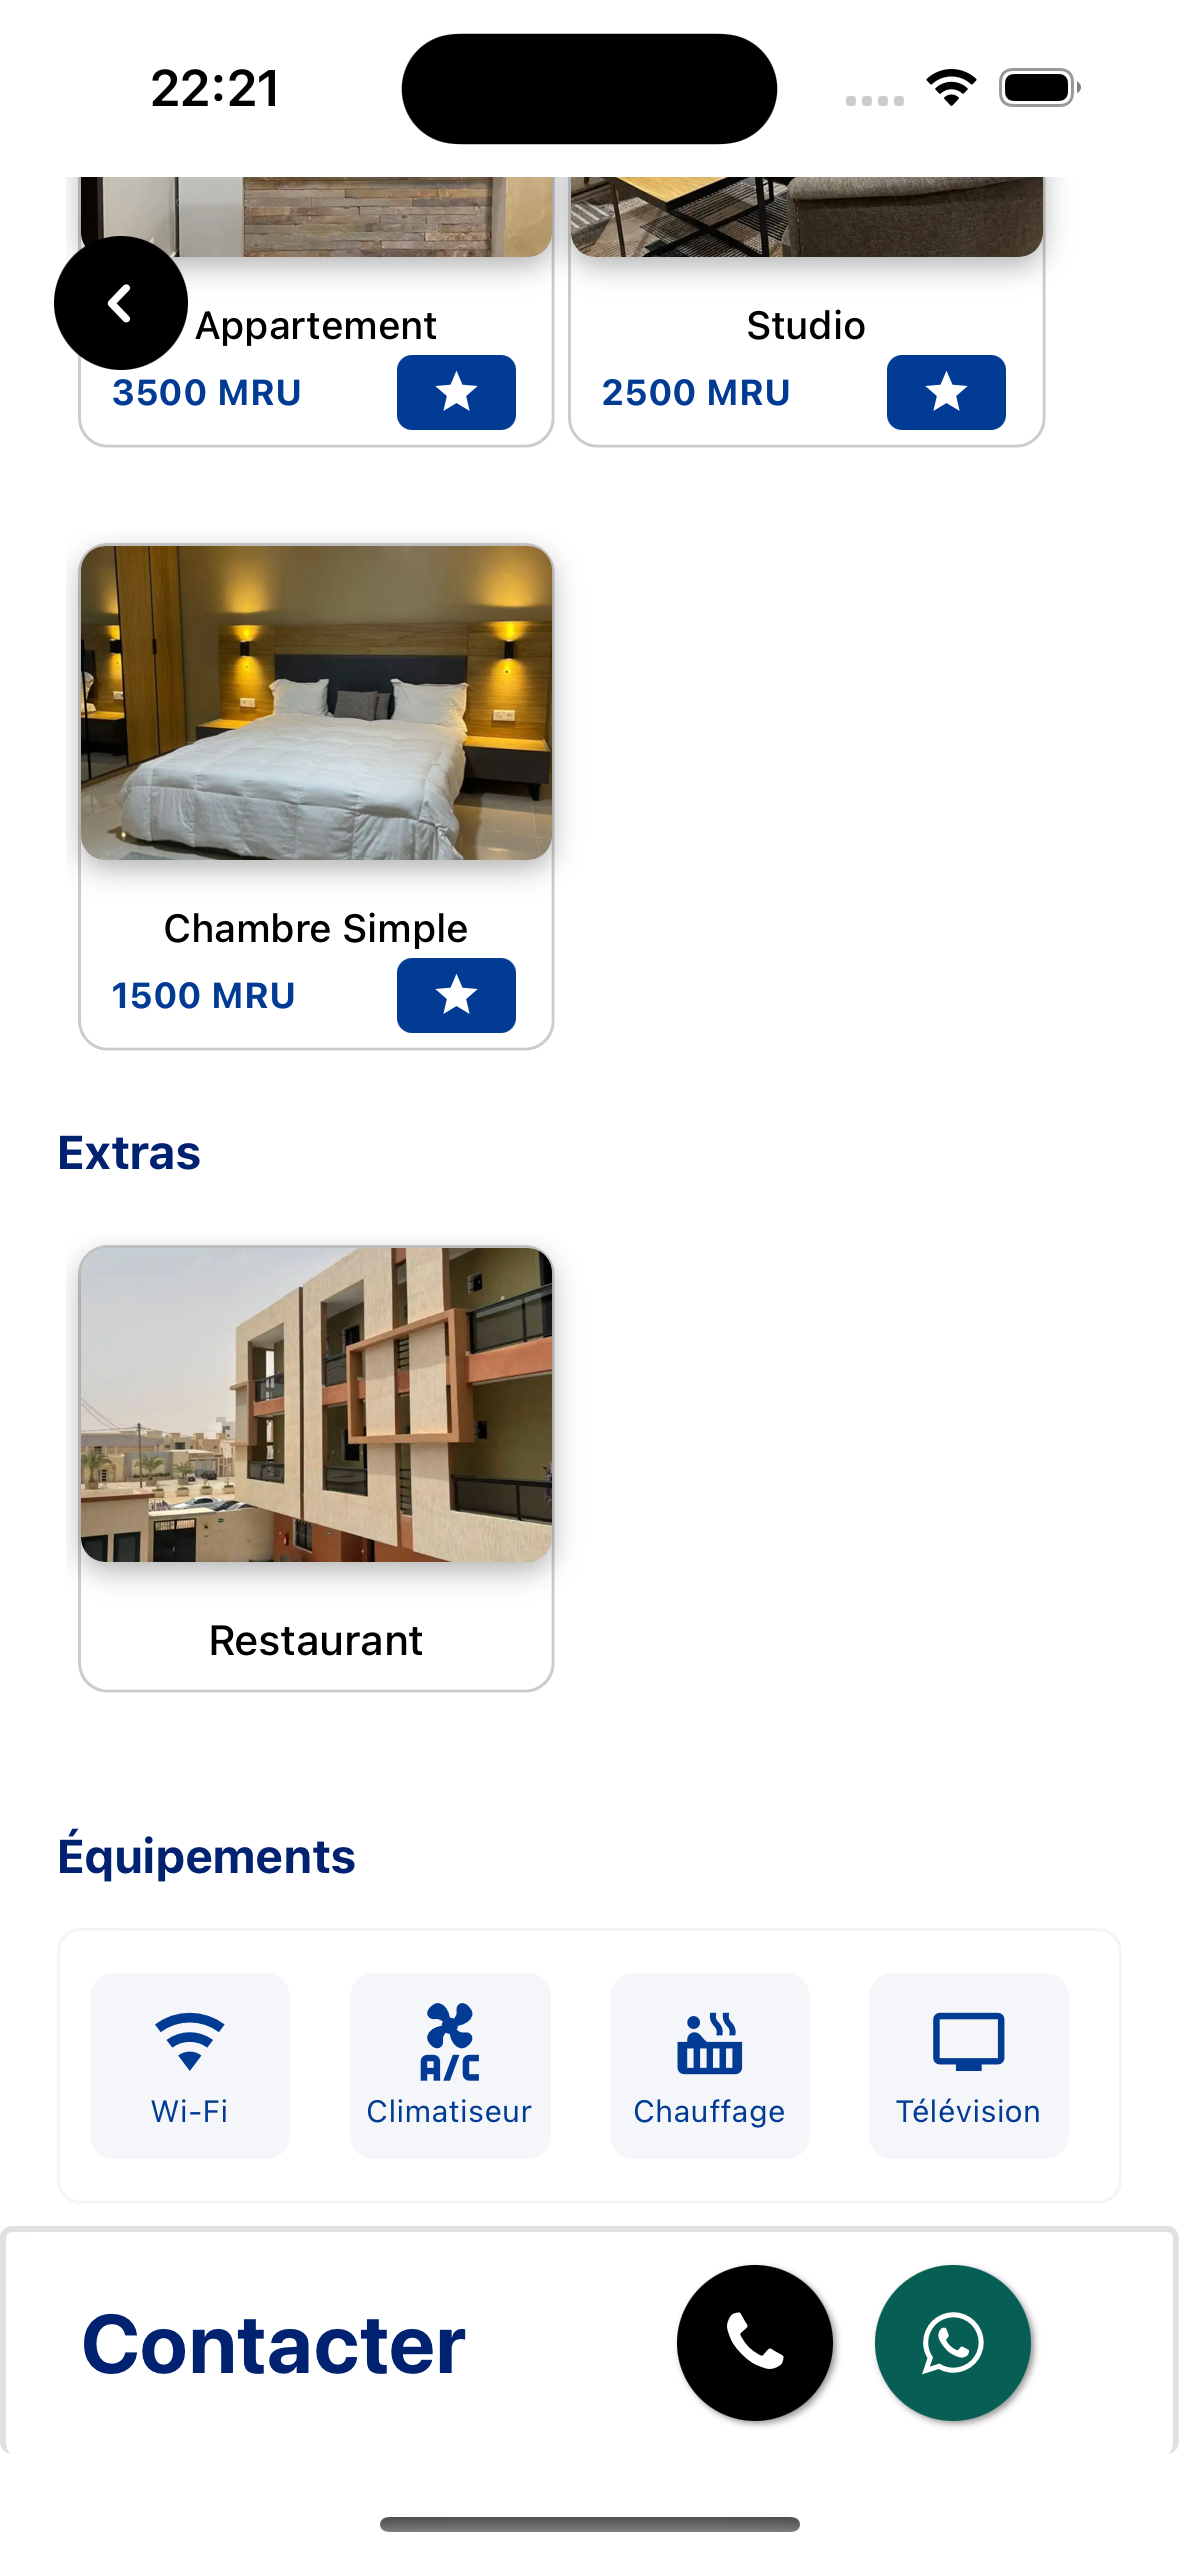 22:21
Appartement
Studio
3500 MRU
2500 MRU
Chambre Simple
1500 MRU
Extras
Restaurant
Équipements
A/C
Wi-Fi
Climatiseur
Chauffage
Télévision
Contacter